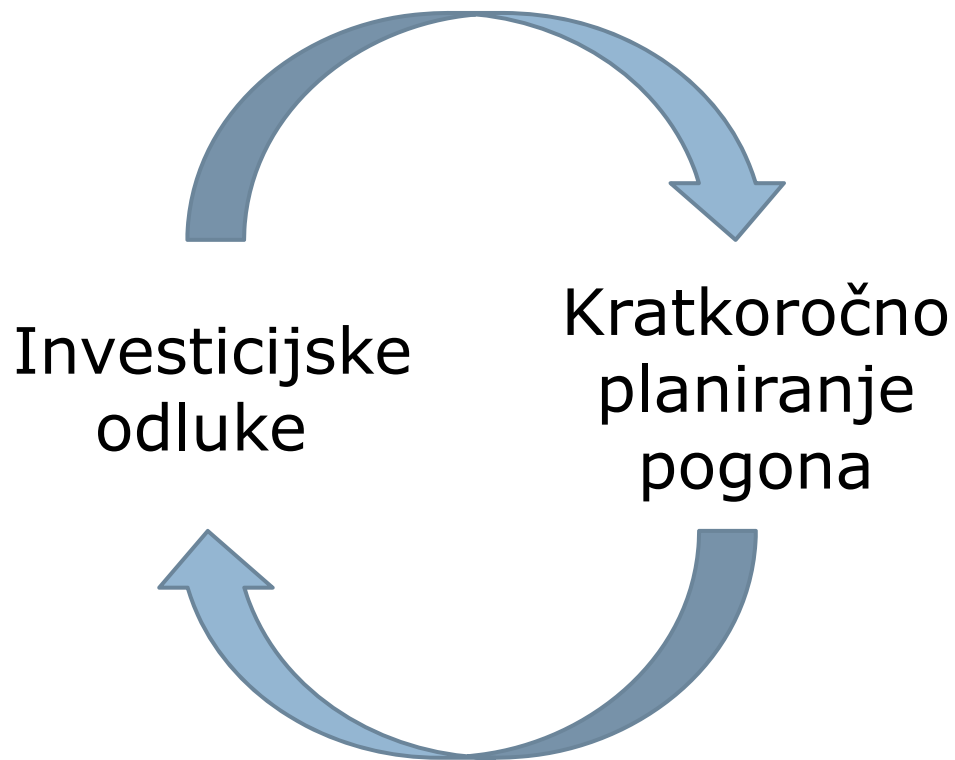 Investicijske
odluke
Kratkoročno
planiranje
pogona